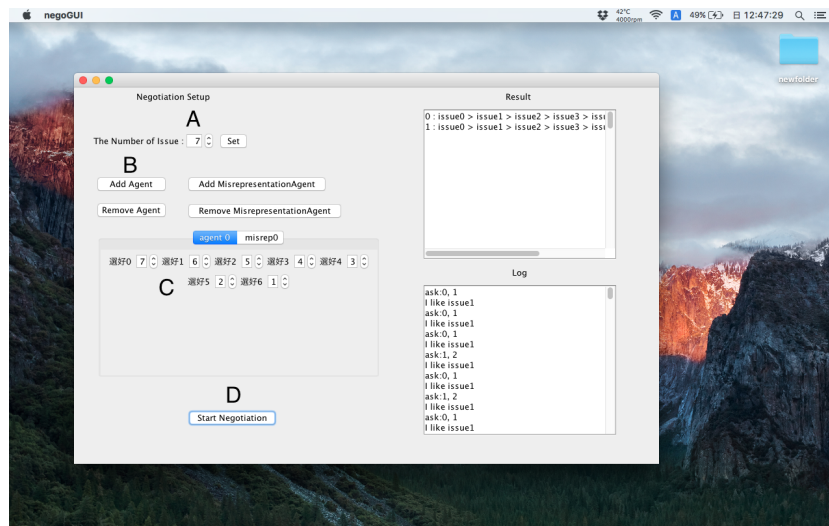 negoGUI
42°C
4000rpm
A
49%
日 12:47:29
newfolder
Negotiation Setup
A
The Number of Issue : 7 Set
B
Add Agent Add MisrepresentationAgent
Remove Agent Remove MisrepresentationAgent
agent 0 misrep0
選好0 7 選好1 6 選好2 5 選好3 4 選好4 3
選好5 2 選好6 1
C
D
Start Negotiation
Result
0 : issue0 > issue1 > issue2 > issue3 >
1 : issue0 > issue1 > issue2 > issue3 >
Log
ask:0, 1
I like issue1
ask:0, 1
I like issue1
ask:0, 1
I like issue1
ask:1, 2
I like issue1
ask:0, 1
I like issue1
ask:1, 2
I like issue1
ask:0, 1
I like issue1